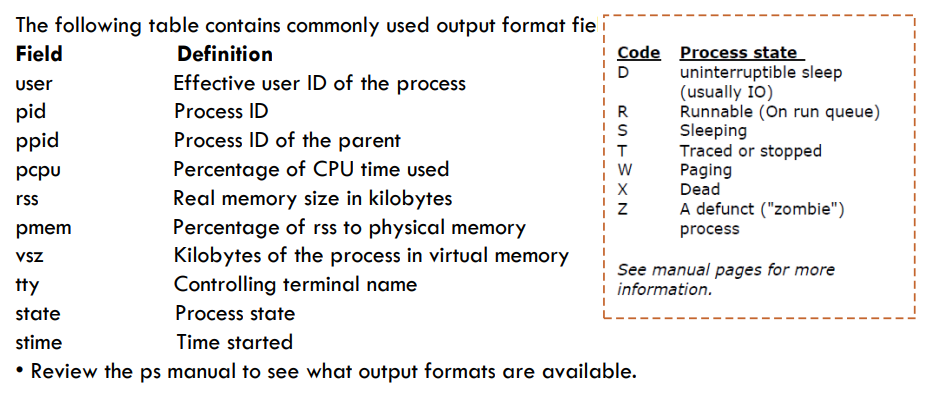 The following table contains commonly used output format fie
Field Definition
user Effective user ID of the process
pid Process ID
ppid Process ID of the parent
pcpu Percentage of CPU time used
rss Real memory size in kilobytes
pmem Percentage of rss to physical memory
vsz Kilobytes of the process in virtual memory
tty Controlling terminal name
state Process state
stime Time started
• Review the ps manual to see what output formats are available.
Code Process state
D uninterruptible sleep
(usually IO)
R Runnable (On run queue)
S Sleeping
T Traced or stopped
W Paging
X Dead
Z A defunct ("zombie")
process
See manual pages for more
information.